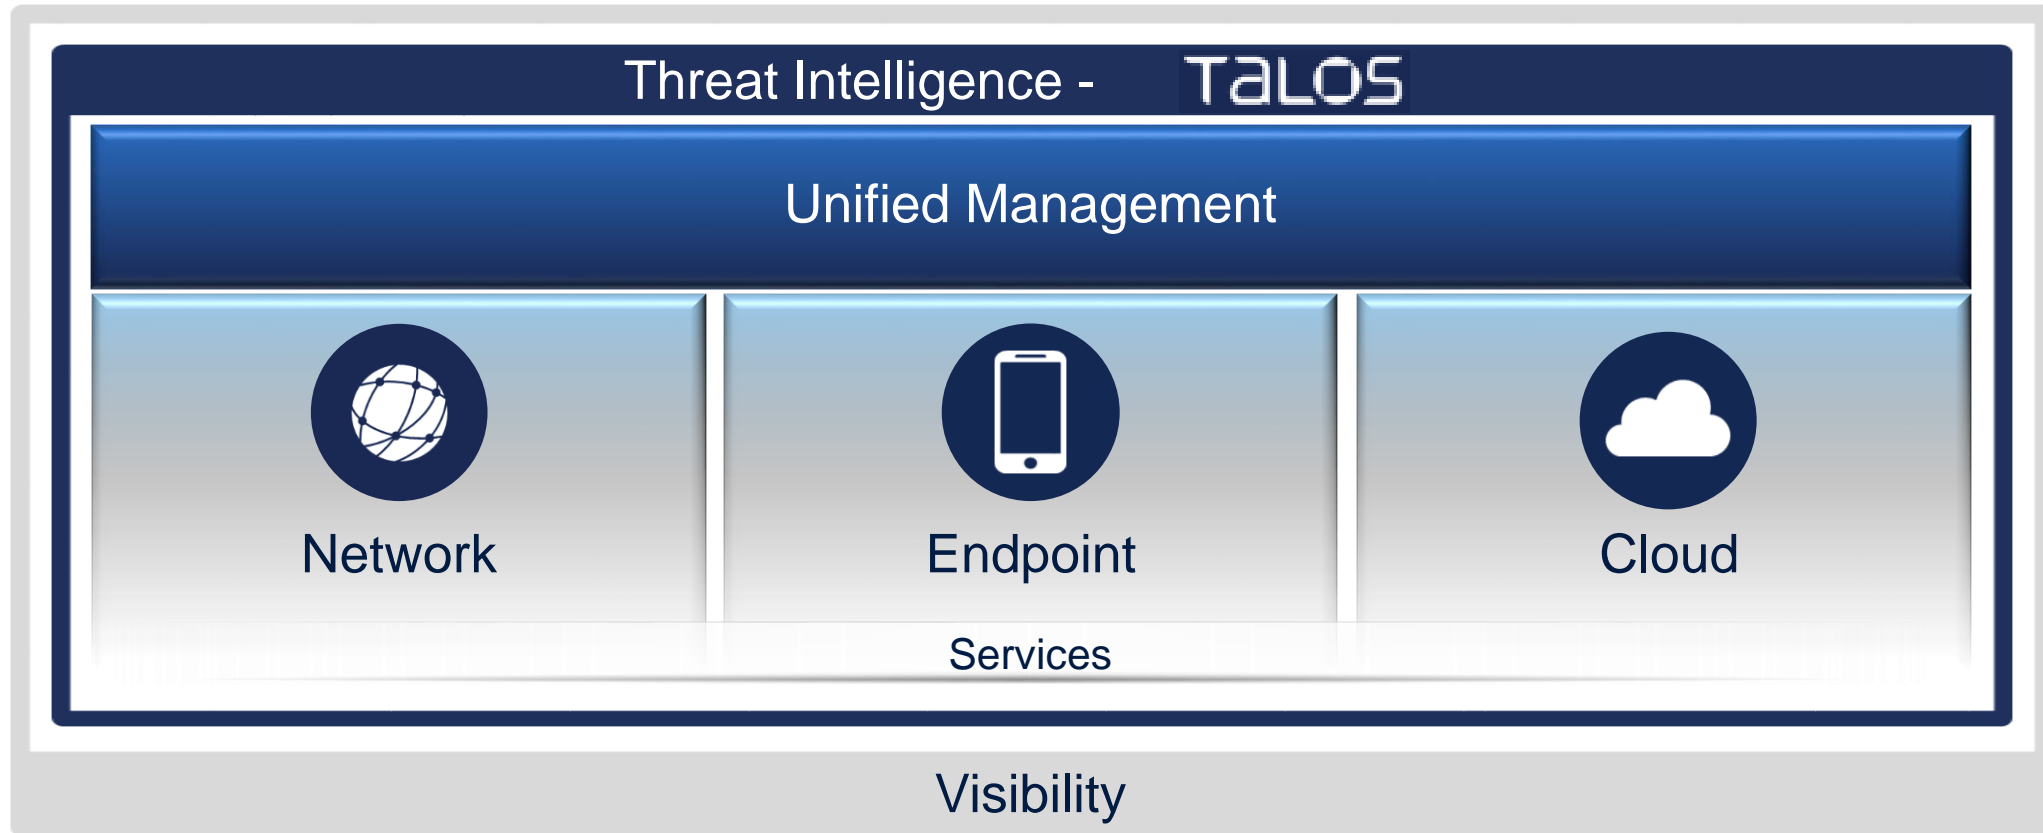 Threat Intelligence - TALOS
Unified Management
Network Endpoint Cloud
Services
Visibility